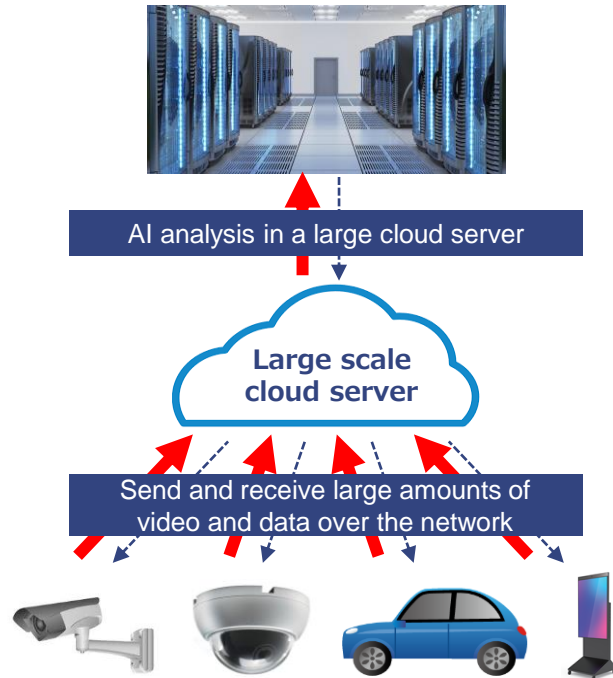 AI analysis in a large cloud server
Large scale
cloud server
Send and receive large amounts of
video and data over the network